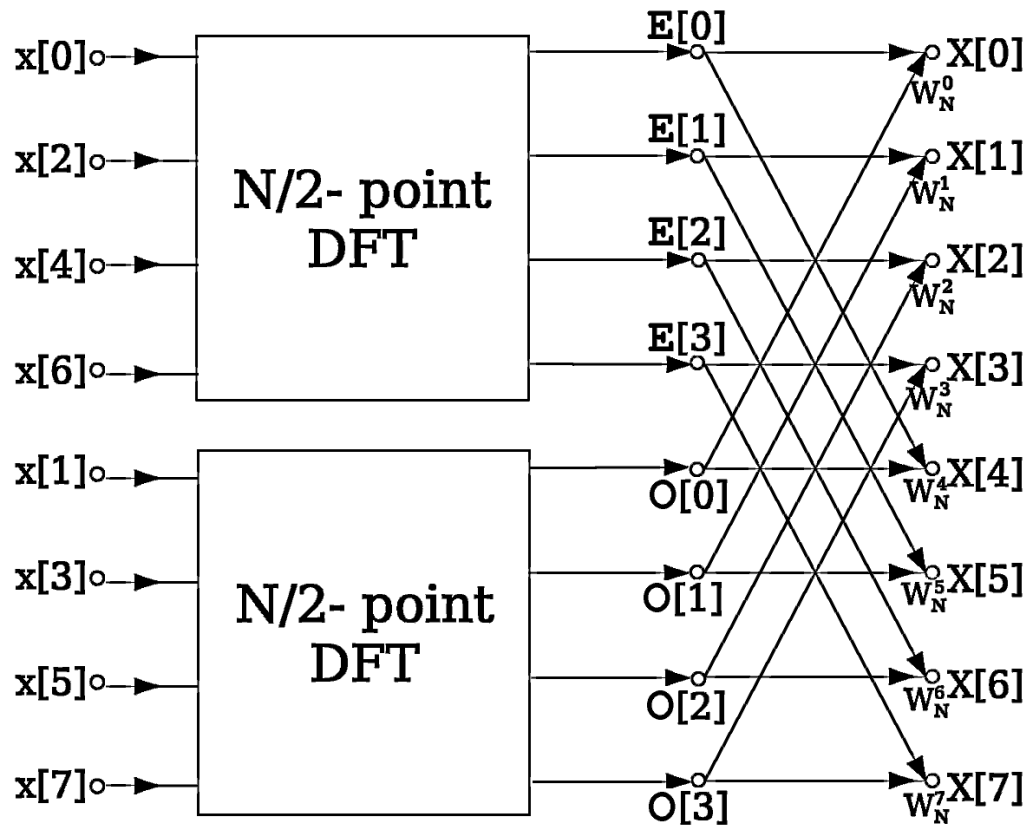 x[0]
x[2]
x[4]
x[6]
N/2- point
DFT
x[1]
x[3]
x[5]
x[7]
N/2- point
DFT
E[0]
E[1]
E[2]
E[3]
O[0]
O[1]
O[2]
O[3]
X[0]
W_N^0
X[1]
W_N^1
X[2]
W_N^2
X[3]
W_N^3
W_N^4 X[4]
W_N^5 X[5]
W_N^6 X[6]
W_N^7 X[7]